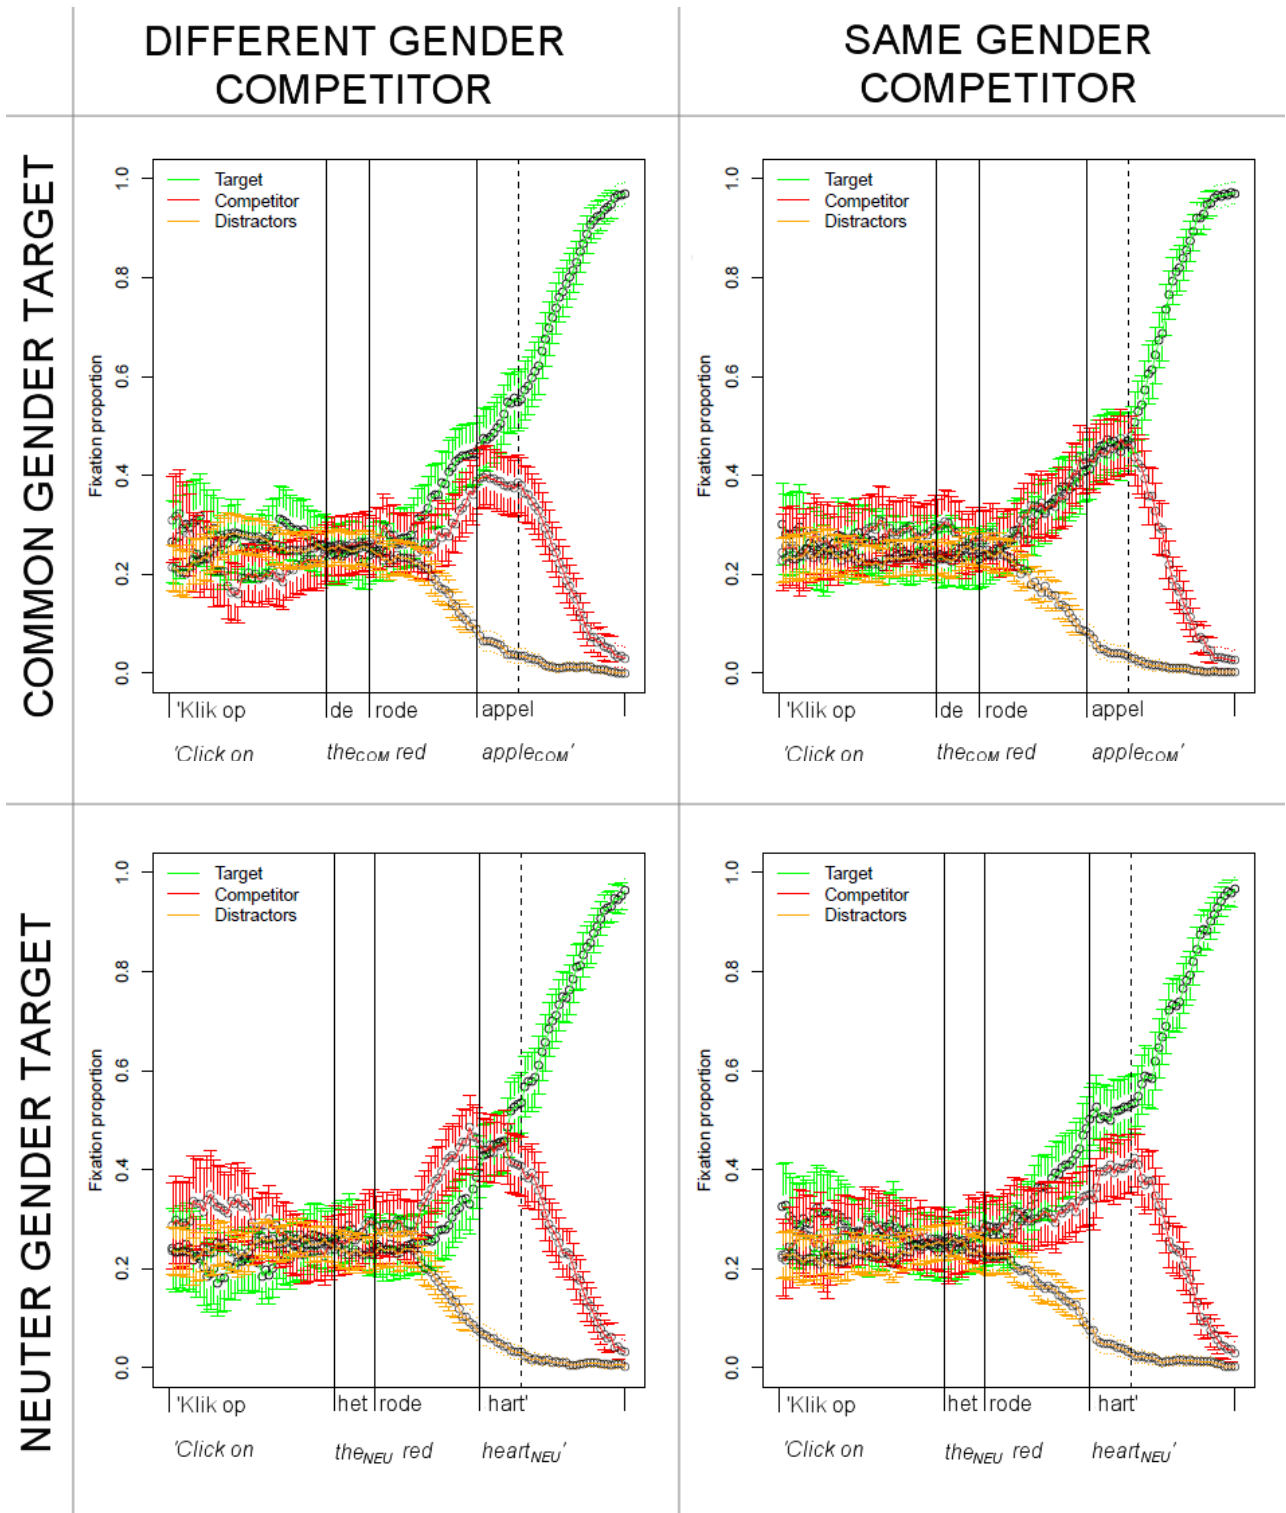 DIFFERENT GENDER
COMPETITOR
SAME GENDER
COMPETITOR
COMMON GENDER TARGET
Fixation proportion
1.0
0.8
0.6
0.4
0.2
0.0
Target
Competitor
Distractors
'Klik op de rode appel
'Click on theCOM red appleCOM'
Fixation proportion
1.0
0.8
0.6
0.4
0.2
0.0
Target
Competitor
Distractors
'Klik op de rode appel
'Click on theCOM red appleCOM'
NEUTER GENDER TARGET
Fixation proportion
1.0
0.8
0.6
0.4
0.2
0.0
Target
Competitor
Distractors
'Klik op het rode hart'
'Click on theNEU red heartNEU'
Fixation proportion
1.0
0.8
0.6
0.4
0.2
0.0
Target
Competitor
Distractors
'Klik op het rode hart'
'Click on theNEU red heartNEU'